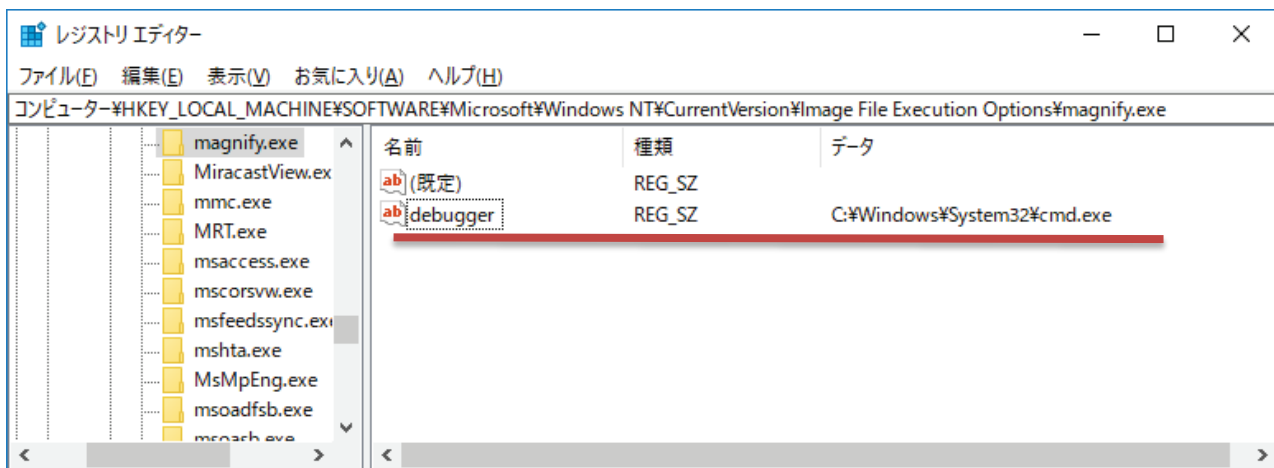 レジストリ エディター
ファイル(F) 編集(E) 表示(V) お気に入り(A) ヘルプ(H)
コンピューター¥HKEY_LOCAL_MACHINE¥SOFTWARE¥Microsoft¥Windows NT¥CurrentVersion¥Image File Execution Options¥magnify.exe
magnify.exe
MiracastView.ex
mmc.exe
MRT.exe
msaccess.exe
mscorsvw.exe
msfeedssync.exe
mshta.exe
MsMpEng.exe
msoadfsb.exe
msoasb.exe
名前 種類 データ
ab (既定) REG_SZ
ab debugger REG_SZ C:¥Windows¥System32¥cmd.exe